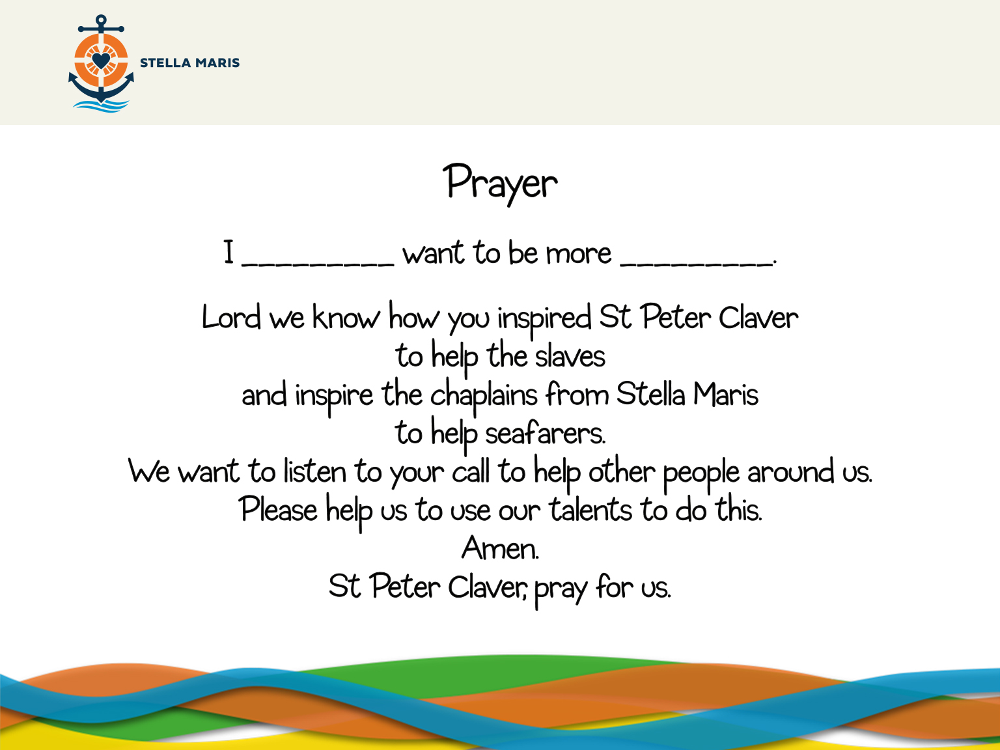 STELLA MARIS
Prayer
I _________ want to be more _________.
Lord we know how you inspired St Peter Claver
to help the slaves
and inspire the chaplains from Stella Maris
to help seafarers.
We want to listen to your call to help other people around us.
Please help us to use our talents to do this.
Amen.
St Peter Claver, pray for us.